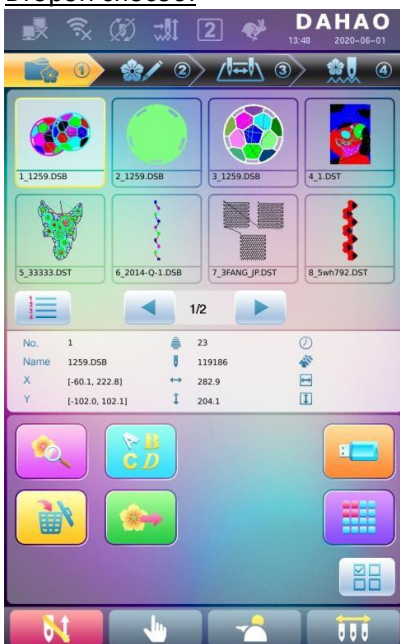 Второй способ:
DAHAO
2
13:48 2020-06-01
1 2 3 4
1_1259.DSB 2_1259.DSB 3_1259.DSB 4_1.DST
5_33333.DST 6_2014-Q-1.DSB 7_3FANG_JP.DST 8_5wh792.DST
1/2
No. 1 23
Name 1259.DSB 119186
X [-60.1, 222.8] 282.9
Y [-102.0, 102.1] 204.1
A B
C D